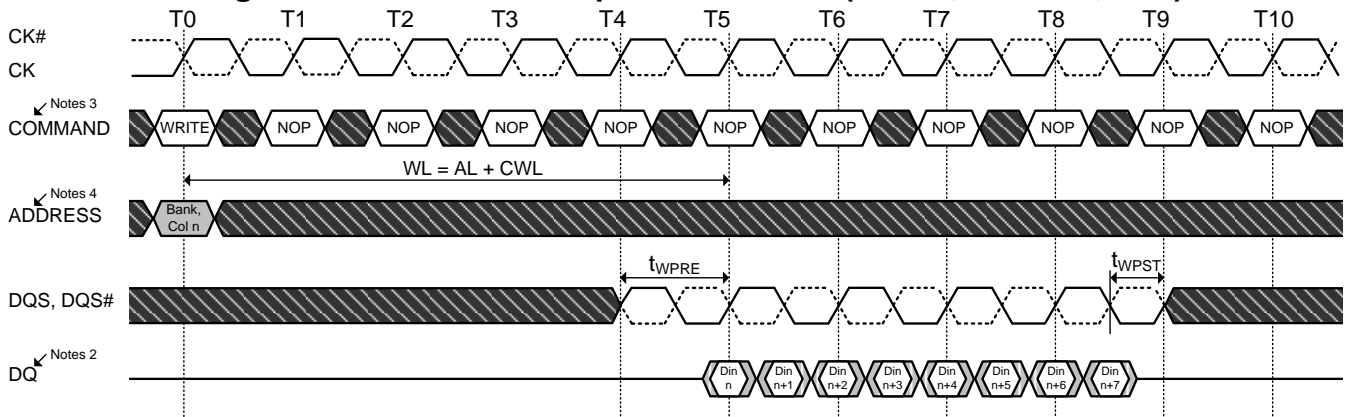 T0 T1 T2 T3 T4 T5 T6 T7 T8 T9 T10
CK#
CK
Notes 3
COMMAND WRITE NOP NOP NOP NOP NOP NOP NOP NOP NOP NOP
WL = AL + CWL
Notes 4
ADDRESS Bank,
Col n
tWPRE tWPST
DQS, DQS#
Notes 2
DQ Din Din Din Din Din Din Din Din
n n+1 n+2 n+3 n+4 n+5 n+6 n+7